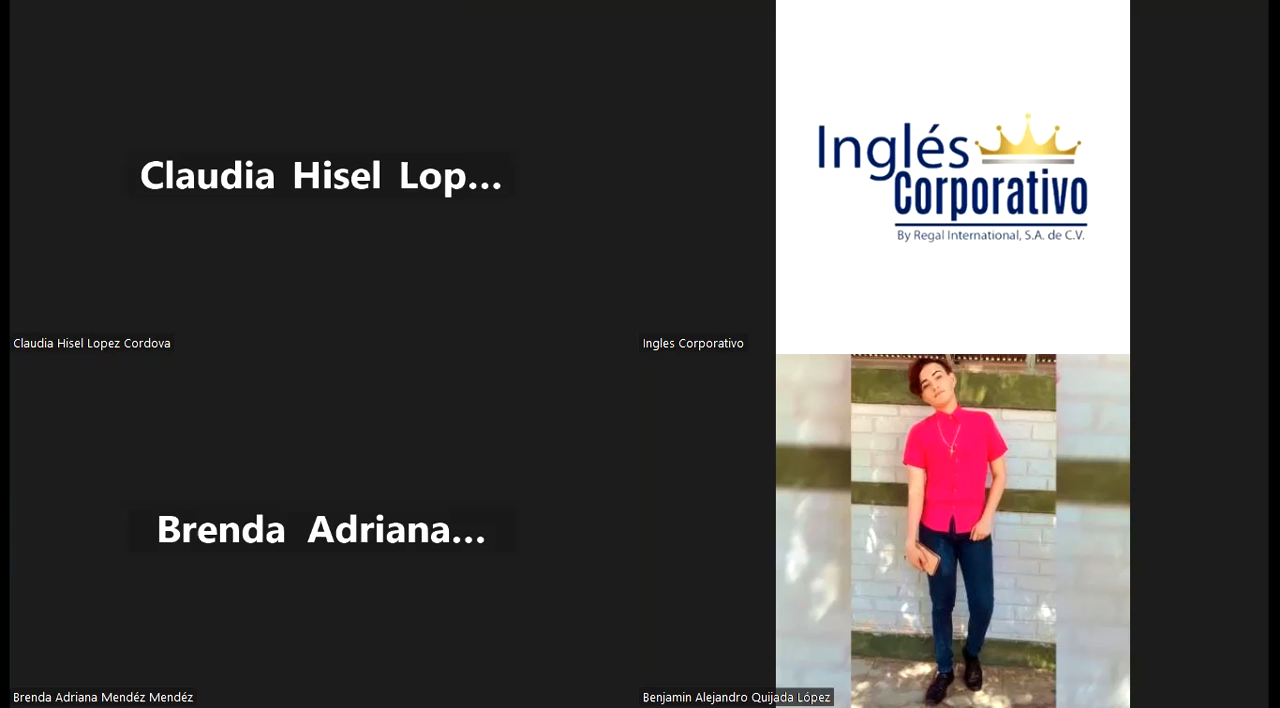 Claudia Hisel Lop...
Claudia Hisel Lopez Cordova
Inglés
Corporativo
By Regal International, S.A. de C.V.
Ingles Corporativo
Brenda Adriana...
Brenda Adriana Mendéz Mendéz
Benjamin Alejandro Quijada López